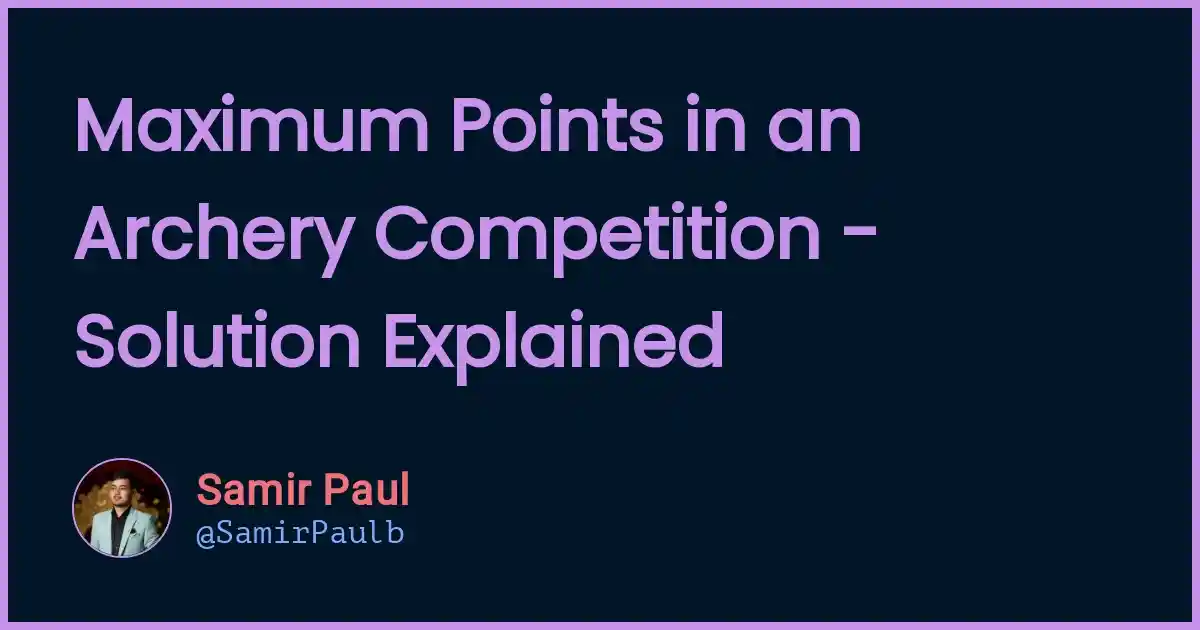 Maximum Points in an
Archery Competition -
Solution Explained
Samir Paul
@SamirPaulb